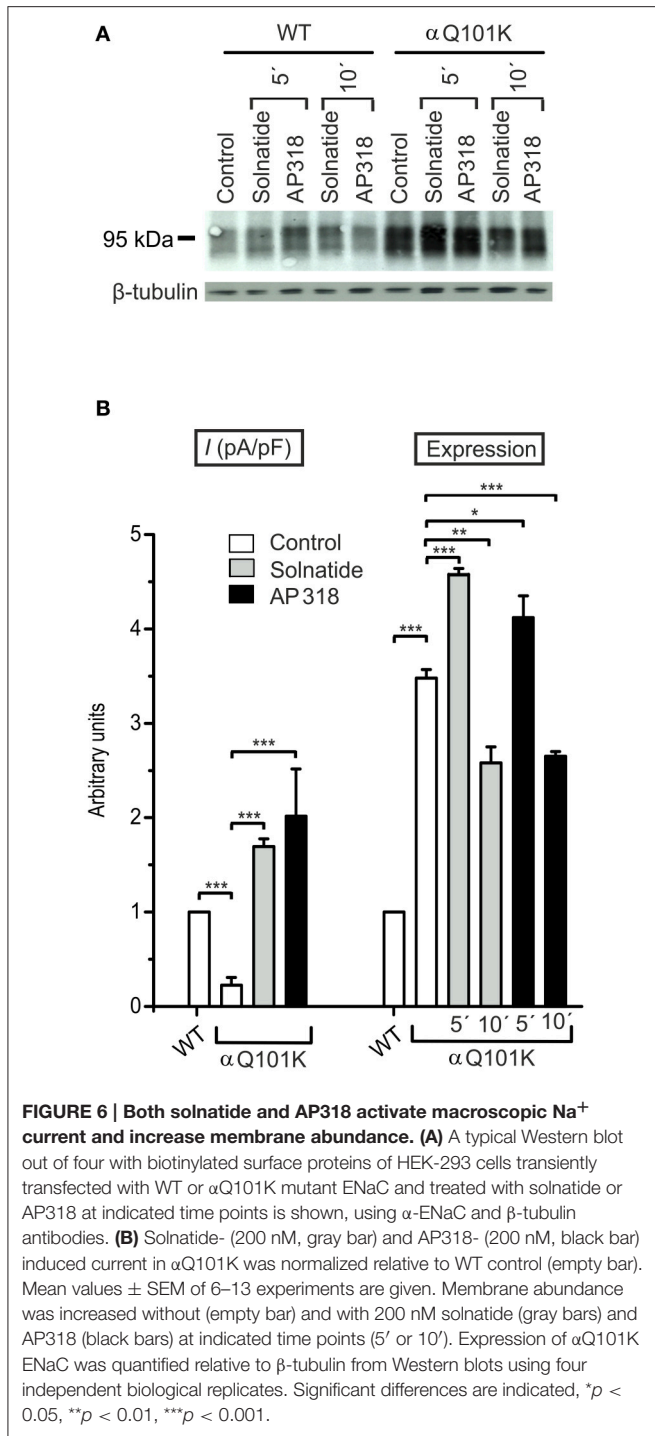 A
WT
αQ101K
5´
10´
5´
10´
Control
Solnatide
AP318
Solnatide
AP318
Control
Solnatide
AP318
Solnatide
AP318
95 kDa
β-tubulin
B
I (pA/pF)
Expression
***
*
**
***
***
***
***
***
Control
Solnatide
AP318
Arbitrary units
5
4
3
2
1
0
WT
αQ101K
WT
5´ 10´ 5´ 10´
αQ101K
FIGURE 6 | Both solnatide and AP318 activate macroscopic Na+
current and increase membrane abundance. (A) A typical Western blot
out of four with biotinylated surface proteins of HEK-293 cells transiently
transfected with WT or αQ101K mutant ENaC and treated with solnatide or
AP318 at indicated time points is shown, using α-ENaC and β-tubulin
antibodies. (B) Solnatide- (200 nM, gray bar) and AP318- (200 nM, black bar)
induced current in αQ101K was normalized relative to WT control (empty bar).
Mean values ± SEM of 6–13 experiments are given. Membrane abundance
was increased without (empty bar) and with 200 nM solnatide (gray bars) and
AP318 (black bars) at indicated time points (5′ or 10′). Expression of αQ101K
ENaC was quantified relative to β-tubulin from Western blots using four
independent biological replicates. Significant differences are indicated, *p <
0.05, **p < 0.01, ***p < 0.001.